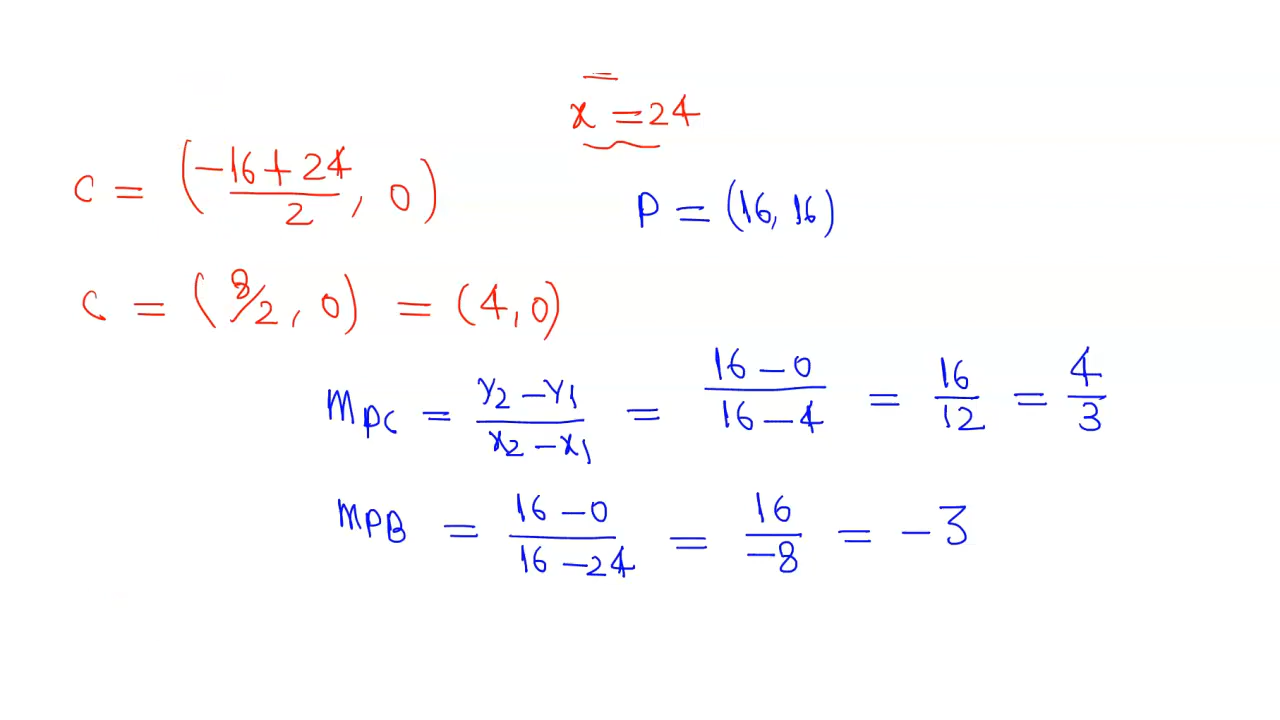 x = 24
C = (-16+24/2, 0)
P = (16, 16)
C = (8/2, 0) = (4, 0)
mPC = Y2-Y1/X2-X1 = 16-0/16-4 = 16/12 = 4/3
mPB = 16-0/16-24 = 16/-8 = -3